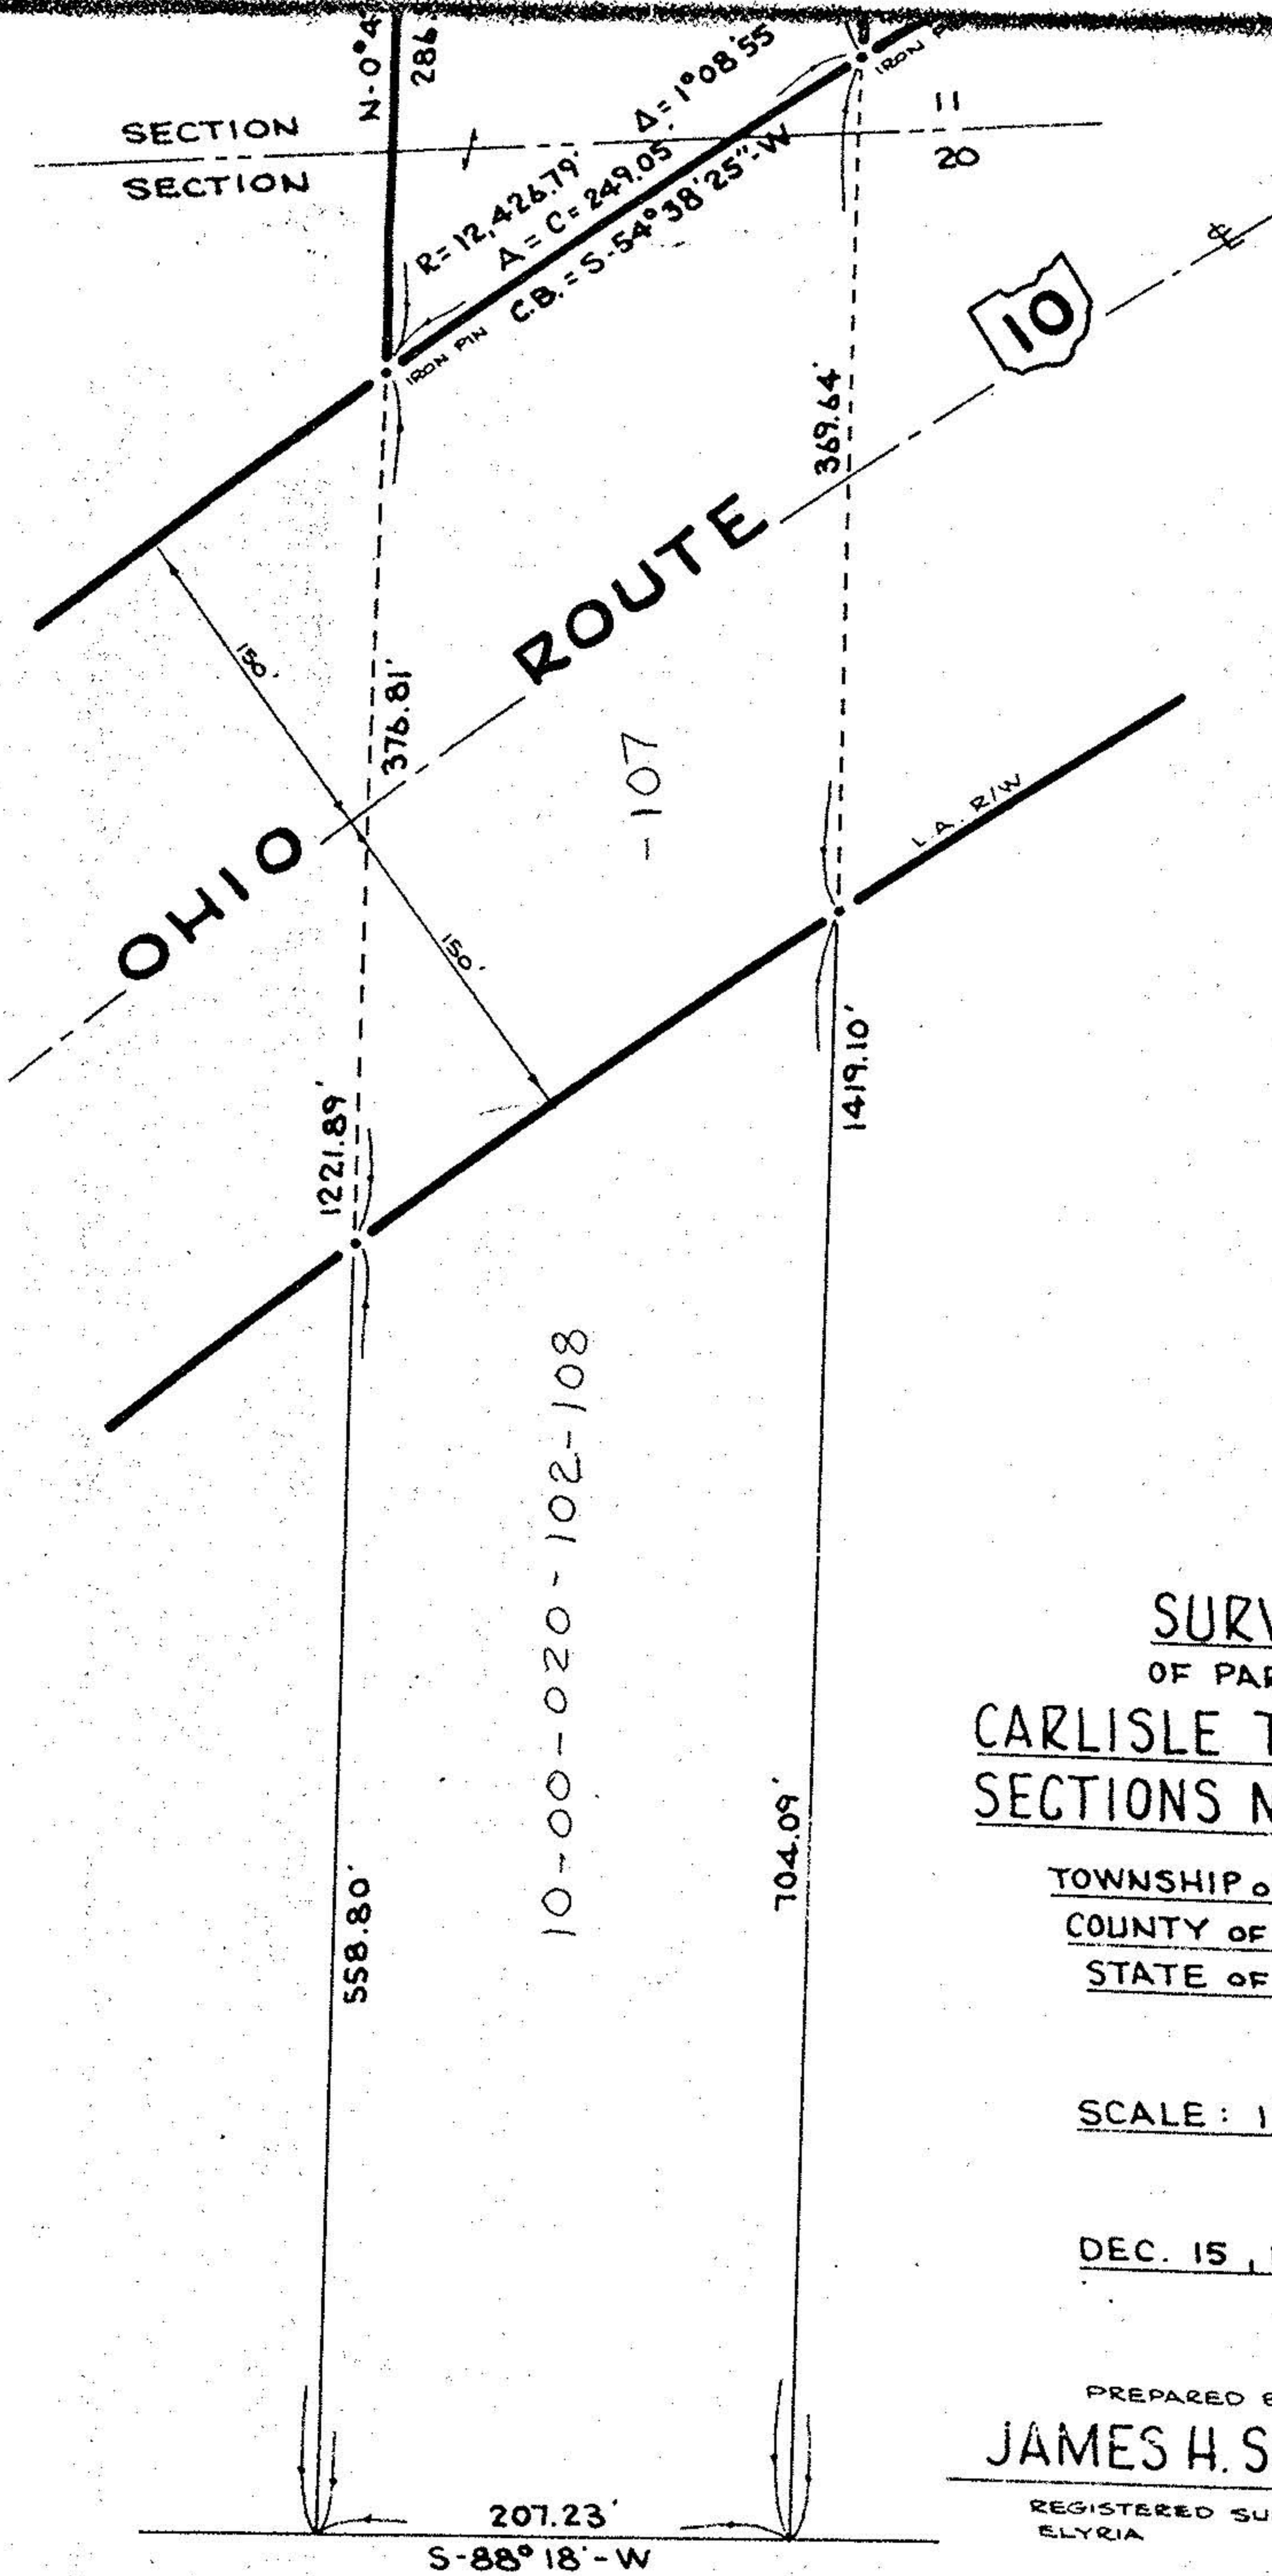 N-0°4
286
Δ= 1°08'55
IRON P
SECTION
11
SECTION
20
R= 12,426.79'
A = C= 249.05'
C.B. = S-54°38'25"-W
℄
10
IRON PIN
369.64'
ROUTE
150'
376.81'
-107
L.A. R/W
OHIO
150'
1419.10'
1221.89'
10-00-020-102-108
SURV
OF PAR
CARLISLE T
SECTIONS N
704.09'
558.80'
TOWNSHIP O
COUNTY OF
STATE OF
SCALE: 1
DEC. 15,
PREPARED B
JAMES H. S
207.23'
REGISTERED SU
ELYRIA
S-88°18'-W